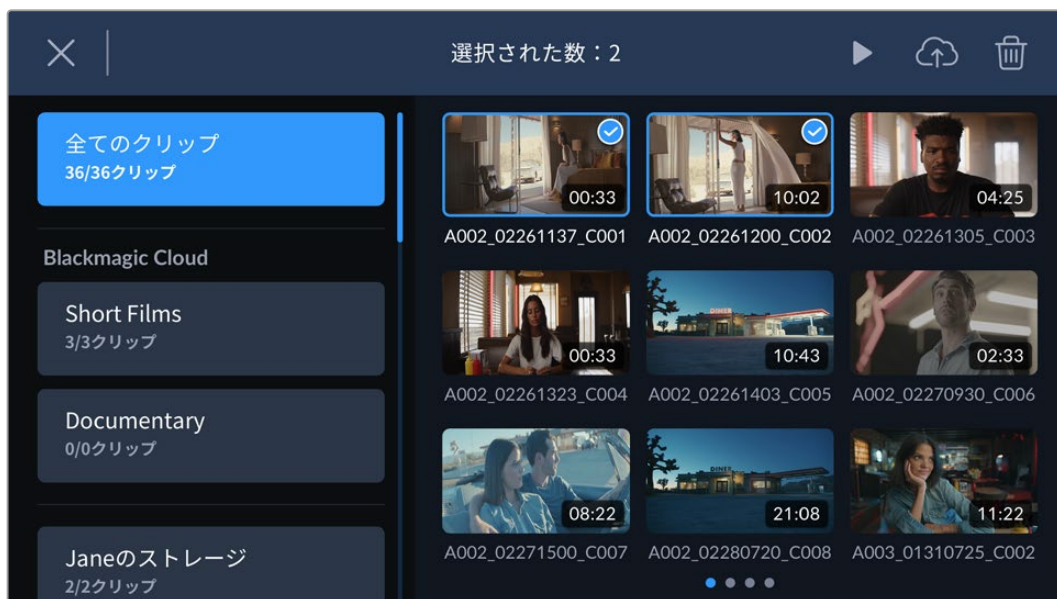 選択された数：2
全てのクリップ
36/36クリップ
Blackmagic Cloud
Short Films
3/3クリップ
Documentary
0/0クリップ
Janeのストレージ
2/2クリップ
00:33
10:02
04:25
A002_02261137_C001
A002_02261200_C002
A002_02261305_C003
DINER
00:33
10:43
02:33
A002_02261323_C004
A002_02261403_C005
A002_02270930_C006
DINER
08:22
21:08
11:22
A002_02271500_C007
A002_02280720_C008
A003_01310725_C002